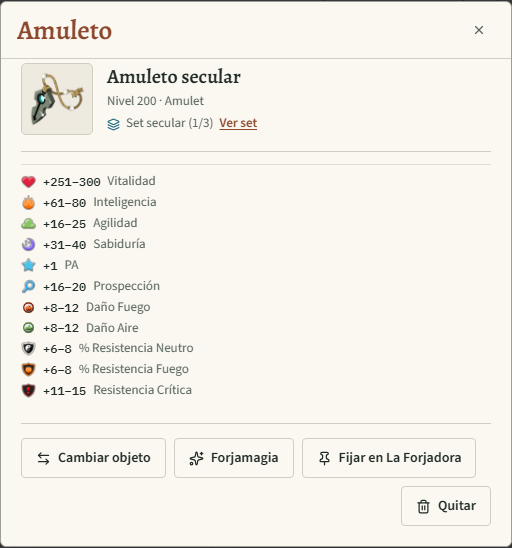 Amuleto
Amuleto secular
Nivel 200 · Amulet
Set secular (1/3) Ver set
+251–300 Vitalidad
+61–80 Inteligencia
+16–25 Agilidad
+31–40 Sabiduría
+1 PA
+16–20 Prospección
+8–12 Daño Fuego
+8–12 Daño Aire
+6–8 % Resistencia Neutro
+6–8 % Resistencia Fuego
+11–15 Resistencia Crítica
Cambiar objeto Forjamagia Fijar en La Forjadora
Quitar